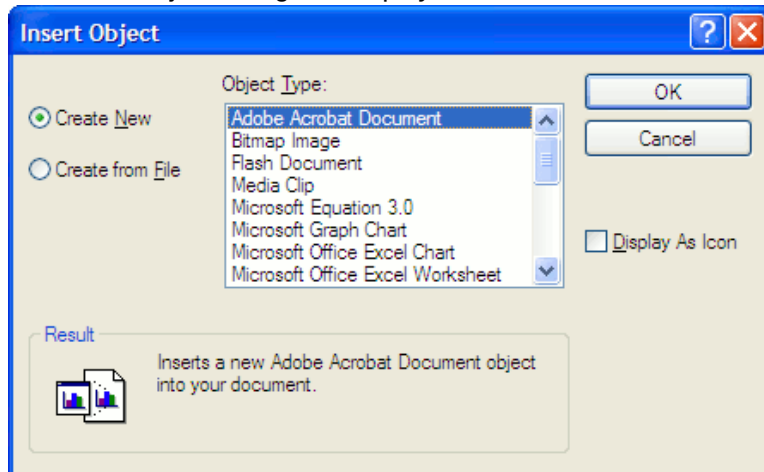 Insert Object
Object Type:
Create New
Create from File
Adobe Acrobat Document
Bitmap Image
Flash Document
Media Clip
Microsoft Equation 3.0
Microsoft Graph Chart
Microsoft Office Excel Chart
Microsoft Office Excel Worksheet
OK
Cancel
Display As Icon
Result
Inserts a new Adobe Acrobat Document object
into your document.